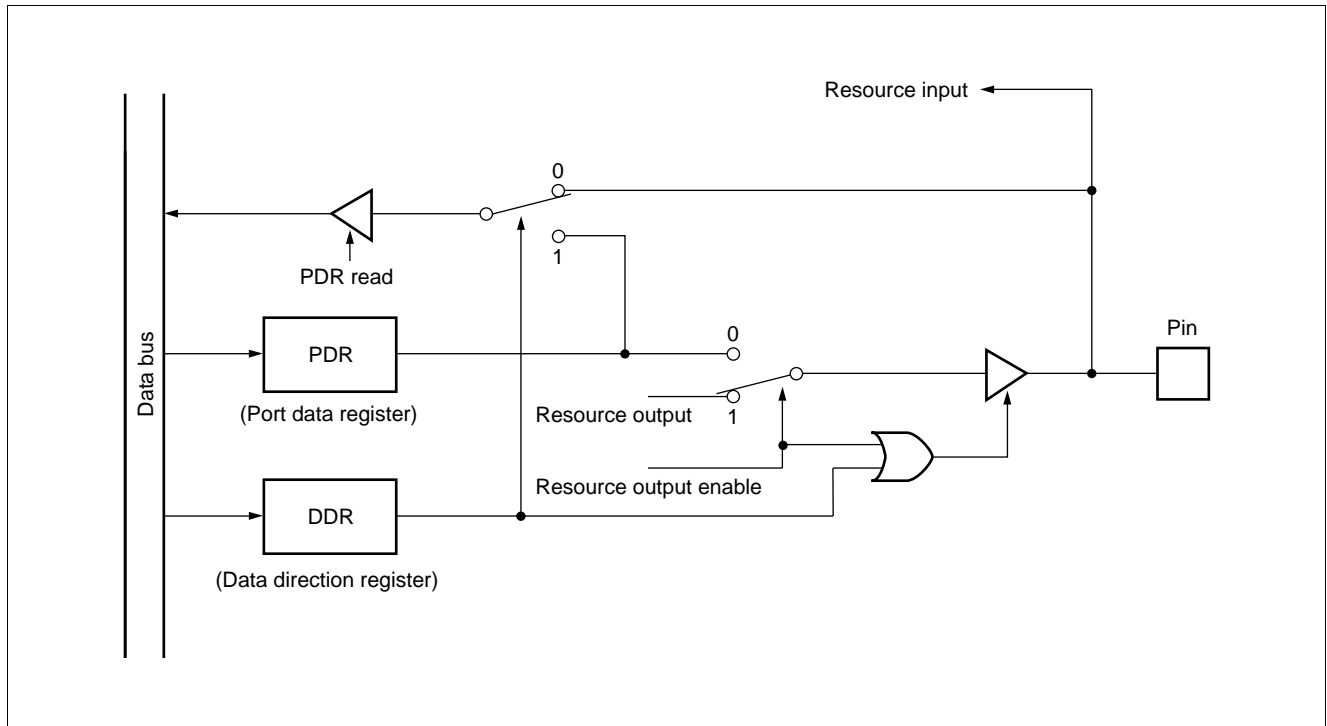 Resource input
0
1
PDR read
Data bus
PDR
(Port data register)
0
Pin
Resource output
1
Resource output enable
DDR
(Data direction register)